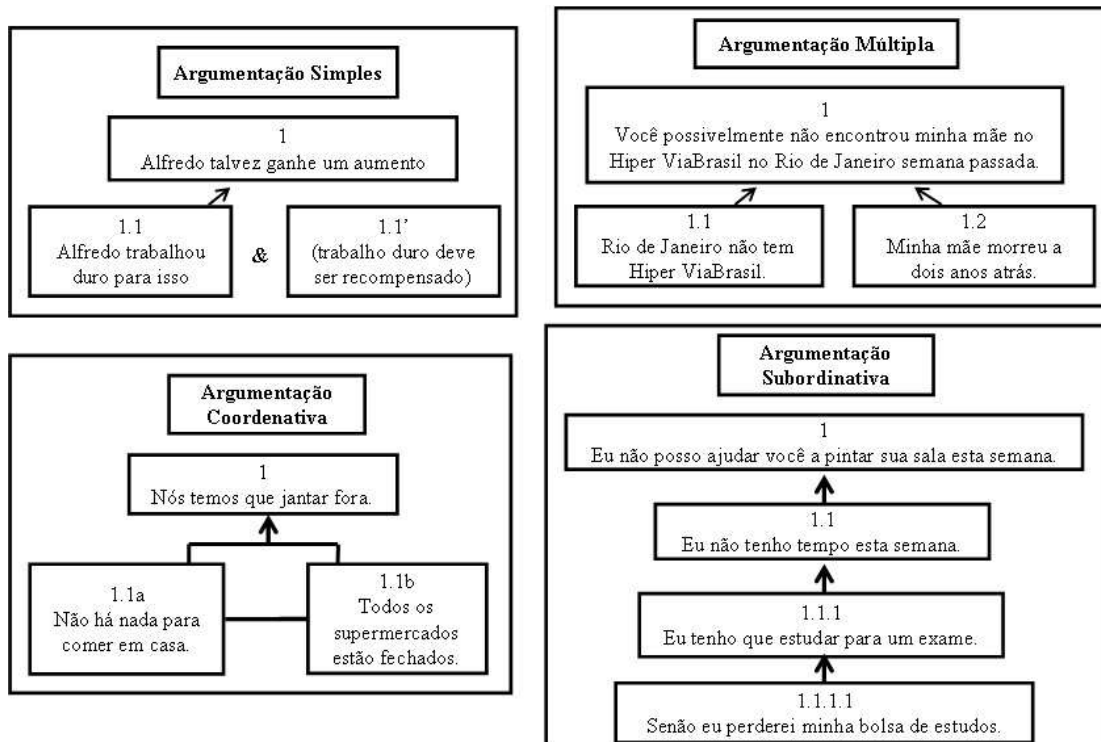 Argumentação Simples
1
Alfredo talvez ganhe um aumento
1.1
Alfredo trabalhou
duro para isso
&
1.1’
(trabalho duro deve
ser recompensado)
Argumentação Múltipla
1
Você possivelmente não encontrou minha mãe no
Hiper ViaBrasil no Rio de Janeiro semana passada.
1.1
Rio de Janeiro não tem
Hiper ViaBrasil.
1.2
Minha mãe morreu a
dois anos atrás.
Argumentação
Coordenativa
1
Nós temos que jantar fora.
1.1a
Não há nada para
comer em casa.
1.1b
Todos os
supermercados
estão fechados.
Argumentação
Subordinativa
1
Eu não posso ajudar você a pintar sua sala esta semana.
1.1
Eu não tenho tempo esta semana.
1.1.1
Eu tenho que estudar para um exame.
1.1.1.1
Senão eu perderei minha bolsa de estudos.